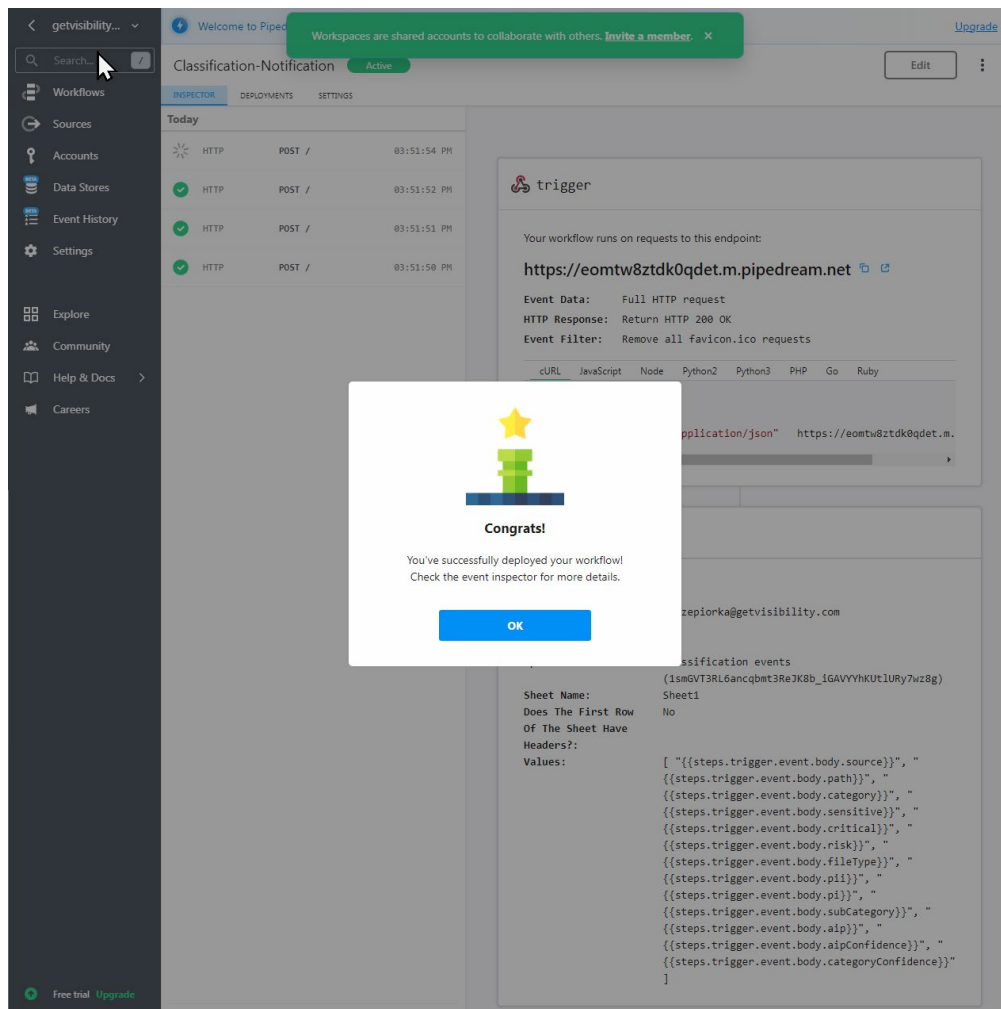 getvisibility...
Welcome to Piped
Workspaces are shared accounts to collaborate with others. Invite a member. ×
Upgrade
Search... /
Classification-Notification Active
Edit
INSPECTOR DEPLOYMENTS SETTINGS
Workflows
Sources
Accounts
BETA
Data Stores
BETA
Event History
Settings
Explore
Community
Help & Docs
Careers
Free trial Upgrade
Today
HTTP POST / 03:51:54 PM
HTTP POST / 03:51:52 PM
HTTP POST / 03:51:51 PM
HTTP POST / 03:51:50 PM
trigger
Your workflow runs on requests to this endpoint:
https://eomtw8ztdk0qdet.m.pipedream.net
Event Data: Full HTTP request
HTTP Response: Return HTTP 200 OK
Event Filter: Remove all favicon.ico requests
cURL JavaScript Node Python2 Python3 PHP Go Ruby
pplication/json" https://eomtw8ztdk0qdet.m.
Congrats!
You've successfully deployed your workflow!
Check the event inspector for more details.
OK
zepiorka@getvisibility.com
ssification events
(1smGVT3RL6ancqbmt3ReJK8b_iGAVYYhKUtlURy7wz8g)
Sheet Name: Sheet1
Does The First Row No
Of The Sheet Have
Headers?:
Values: [ "{{steps.trigger.event.body.source}}", "
{{steps.trigger.event.body.path}}", "
{{steps.trigger.event.body.category}}", "
{{steps.trigger.event.body.sensitive}}", "
{{steps.trigger.event.body.critical}}", "
{{steps.trigger.event.body.risk}}", "
{{steps.trigger.event.body.fileType}}", "
{{steps.trigger.event.body.pii}}", "
{{steps.trigger.event.body.pi}}", "
{{steps.trigger.event.body.subCategory}}", "
{{steps.trigger.event.body.aip}}", "
{{steps.trigger.event.body.aipConfidence}}", "
{{steps.trigger.event.body.categoryConfidence}}"
]